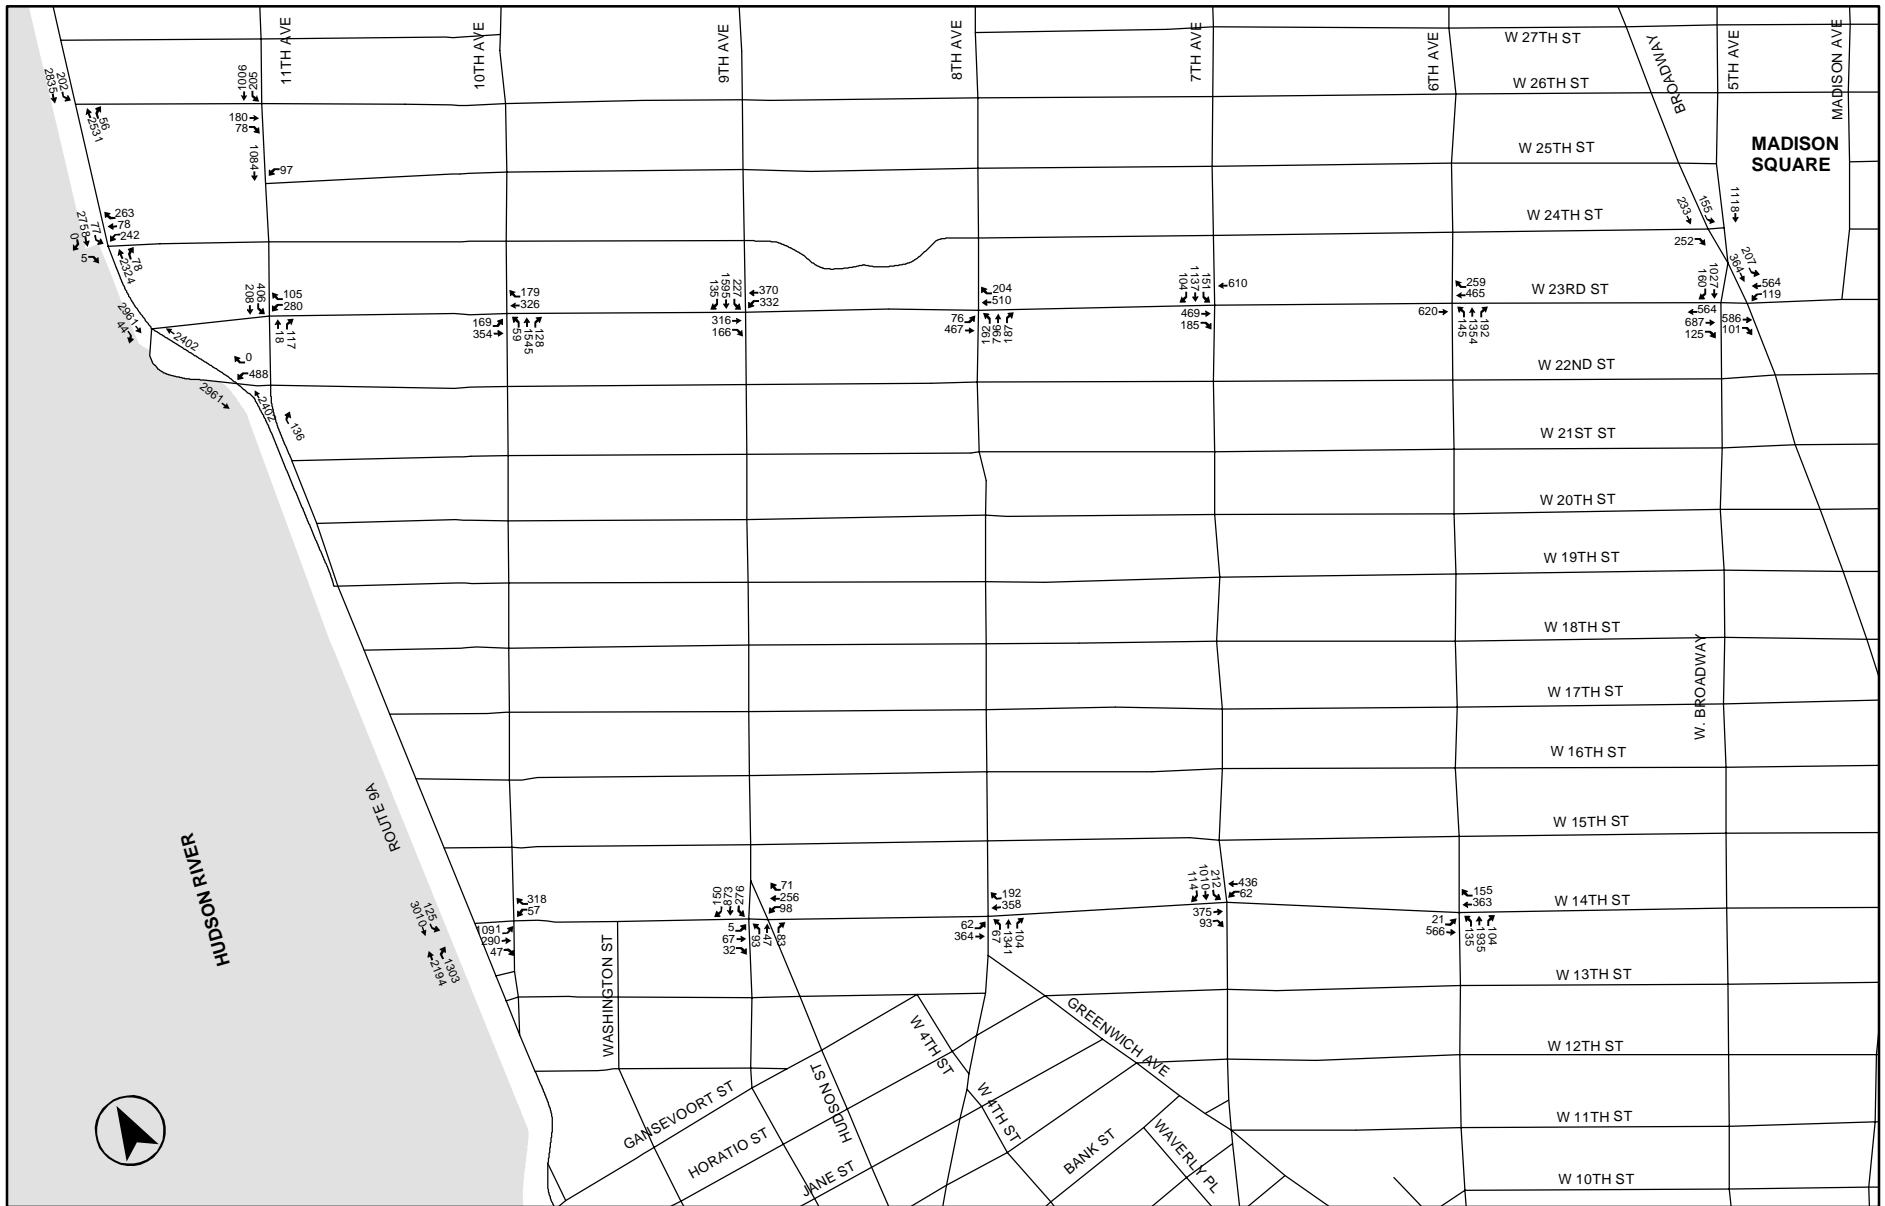 11TH AVE
10TH AVE
9TH AVE
8TH AVE
7TH AVE
6TH AVE
BROADWAY
5TH AVE
MADISON AVE
W 27TH ST
W 26TH ST
202
2835
205
1006
56
2531
180
78
1084
97
W 25TH ST
MADISON
SQUARE
W 24TH ST
263
78
242
77
2758
0
5
78
2324
155
233
1118
252
207
364
W 23RD ST
406
208
105
280
117
18
179
326
169
354
128
1545
59
227
1595
135
370
332
316
166
204
510
76
467
187
967
192
151
1137
104
610
469
185
259
465
620
192
1354
145
1027
160
564
119
564
687
125
586
101
2961
44
2402
0
488
2961
2402
136
W 22ND ST
W 21ST ST
W 20TH ST
W 19TH ST
W 18TH ST
W. BROADWAY
W 17TH ST
W 16TH ST
W 15TH ST
ROUTE 9A
HUDSON RIVER
W 14TH ST
125
3010
1303
2194
318
57
1091
290
47
276
873
150
71
256
98
5
67
32
83
47
93
192
358
62
364
104
1341
67
212
1010
114
436
62
375
93
155
363
21
566
104
1935
135
W 13TH ST
WASHINGTON ST
W 12TH ST
GREENWICH AVE
W 4TH ST
W 4TH ST
HUDSON ST
GANSEVOORT ST
HORATIO ST
JANE ST
BANK ST
WAVERLY PL
W 11TH ST
W 10TH ST